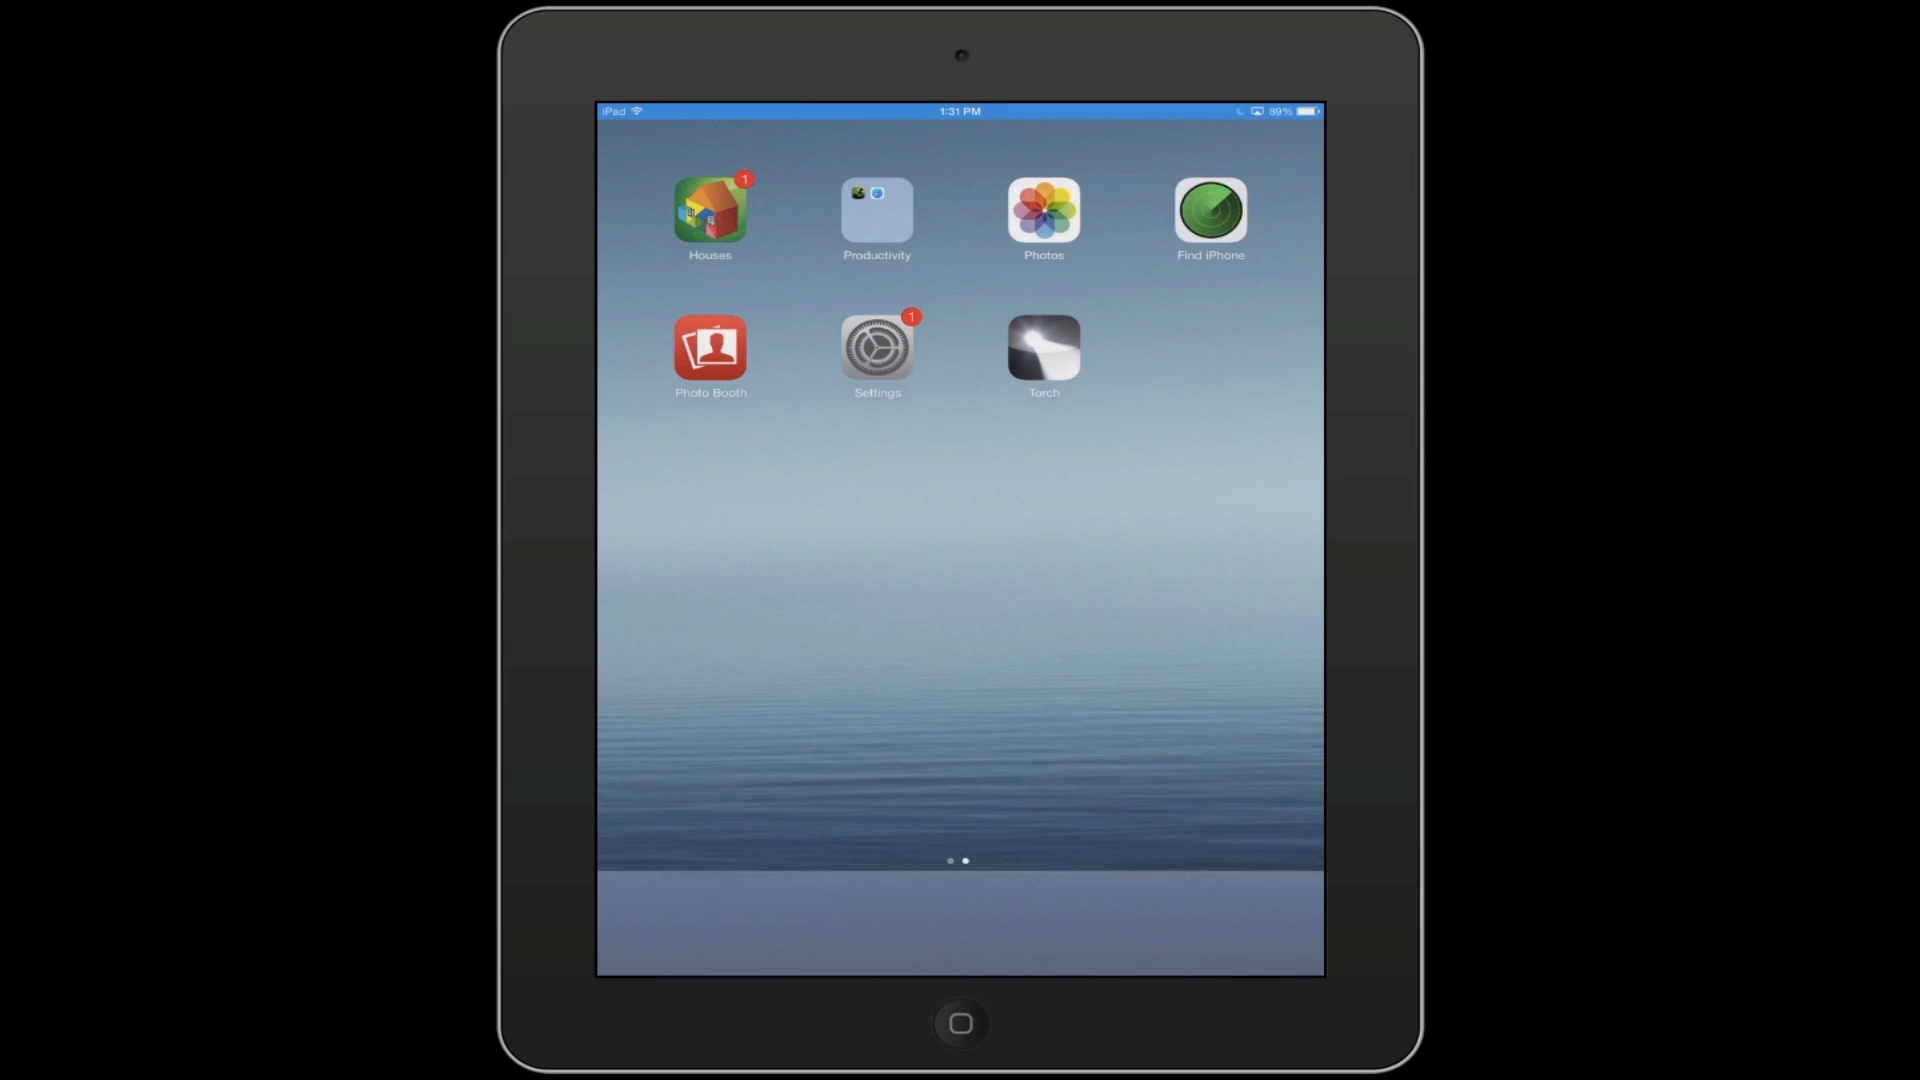 iPad 1:31 PM 89%
1
Houses Productivity Photos Find iPhone
1
Photo Booth Settings Torch